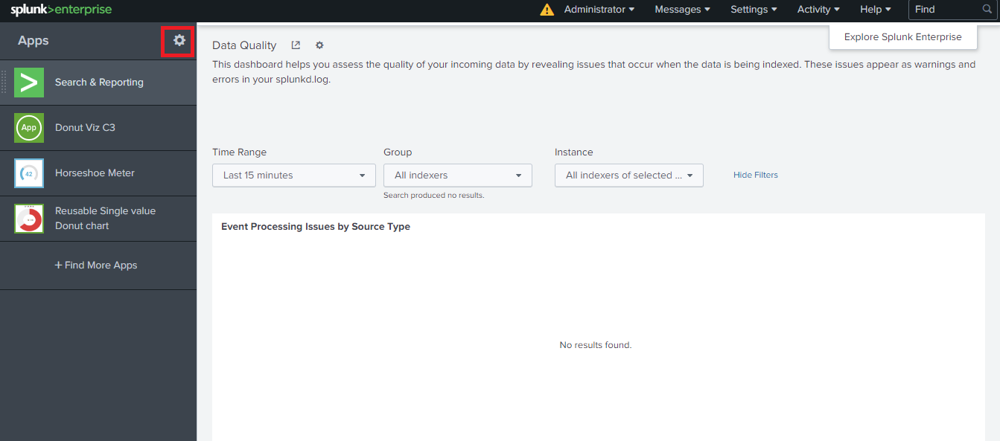 splunk>enterprise
Administrator
Messages
Settings
Activity
Help
Find
Explore Splunk Enterprise
Apps
Search & Reporting
App
Donut Viz C3
42
Horseshoe Meter
Reusable Single value
Donut chart
+ Find More Apps
Data Quality
This dashboard helps you assess the quality of your incoming data by revealing issues that occur when the data is being indexed. These issues appear as warnings and
errors in your splunkd.log.
Time Range
Group
Instance
Last 15 minutes
All indexers
All indexers of selected ...
Hide Filters
Search produced no results.
Event Processing Issues by Source Type
No results found.